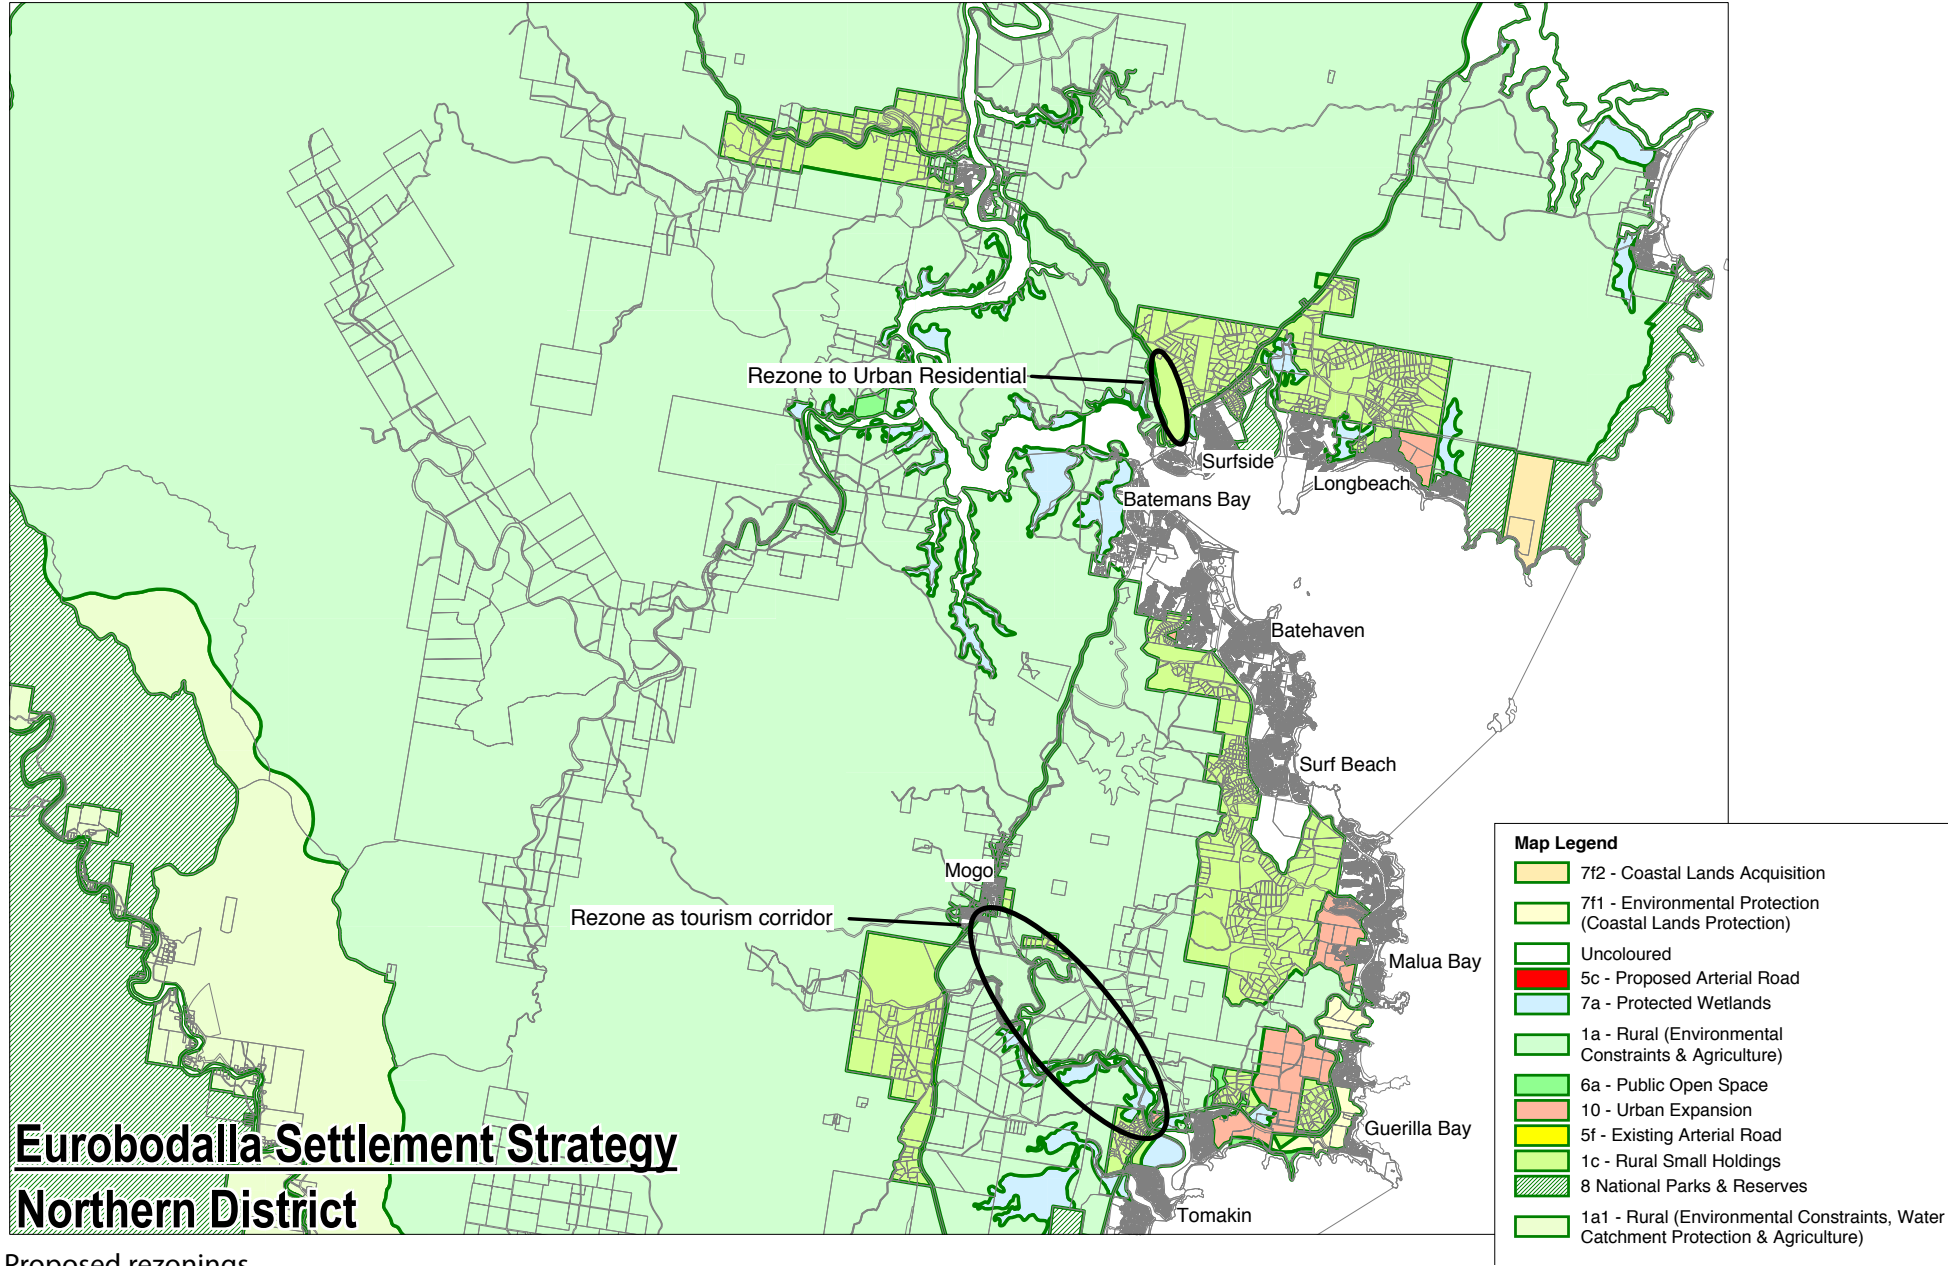 Rezone to Urban Residential
Surfside
Longbeach
Batemans Bay
Batehaven
Surf Beach
Mogo
Rezone as tourism corridor
Malua Bay
Guerilla Bay
Tomakin
Eurobodalla Settlement Strategy
Northern District
Map Legend
7f2 - Coastal Lands Acquisition
7f1 - Environmental Protection
(Coastal Lands Protection)
Uncoloured
5c - Proposed Arterial Road
7a - Protected Wetlands
1a - Rural (Environmental
Constraints & Agriculture)
6a - Public Open Space
10 - Urban Expansion
5f - Existing Arterial Road
1c - Rural Small Holdings
8 National Parks & Reserves
1a1 - Rural (Environmental Constraints, Water
Catchment Protection & Agriculture)
Proposed rezonings